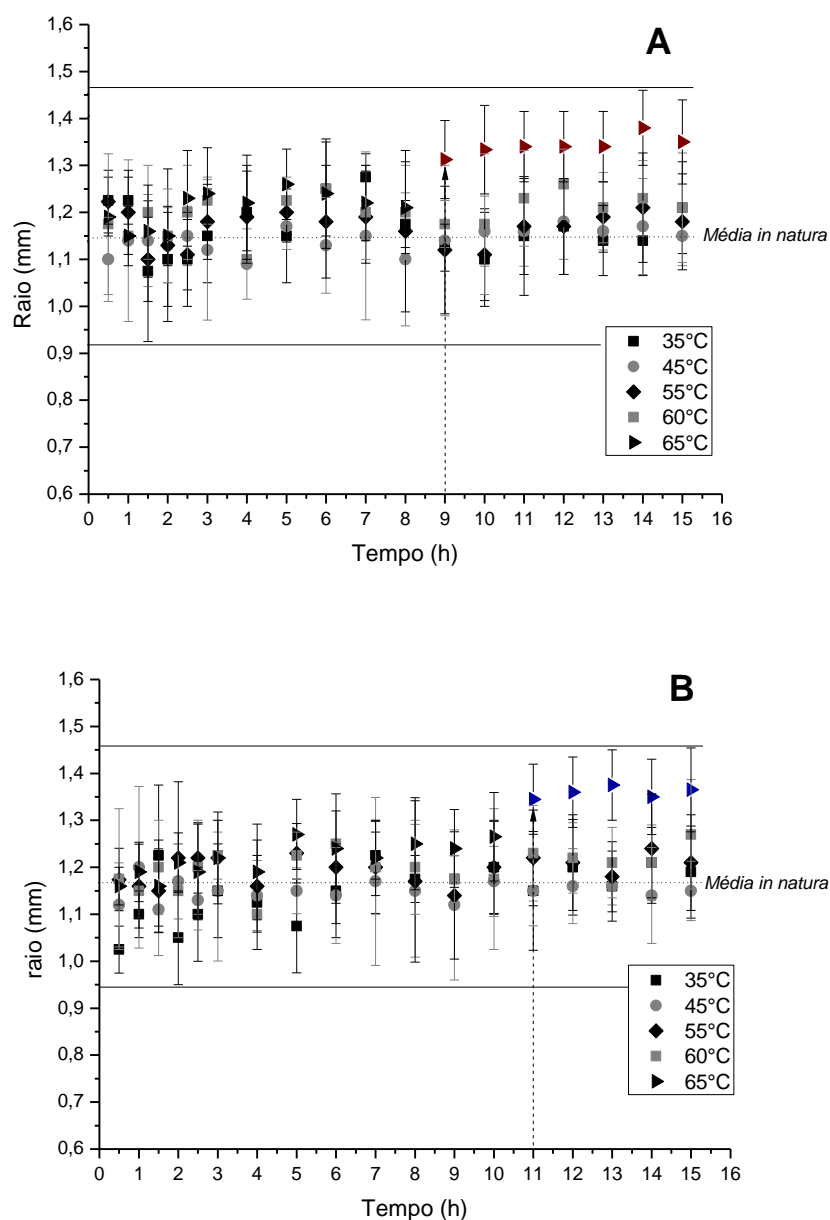 A
1,6
1,5
1,4
1,3
1,2
1,1
1,0
0,9
0,8
0,7
0,6
Raio (mm)
Média in natura
35°C
45°C
55°C
60°C
65°C
0 1 2 3 4 5 6 7 8 9 10 11 12 13 14 15 16
Tempo (h)
B
1,6
1,5
1,4
1,3
1,2
1,1
1,0
0,9
0,8
0,7
0,6
raio (mm)
Média in natura
35°C
45°C
55°C
60°C
65°C
0 1 2 3 4 5 6 7 8 9 10 11 12 13 14 15 16
Tempo (h)